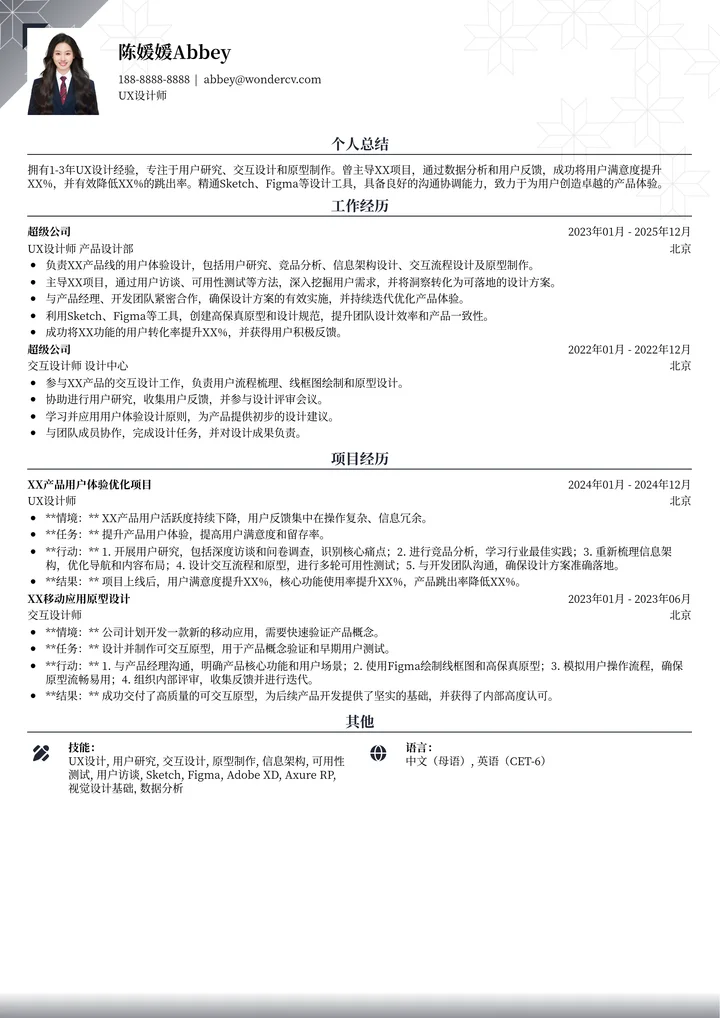 陈媛媛Abbey
188-8888-8888 | abbey@wondercv.com
UX设计师
个人总结
拥有1-3年UX设计经验，专注于用户研究、交互设计和原型制作。曾主导XX项目，通过数据分析和用户反馈，成功将用户满意度提升
XX%，并有效降低XX%的跳出率。精通Sketch、Figma等设计工具，具备良好的沟通协调能力，致力于为用户创造卓越的产品体验。
工作经历
超级公司 2023年01月 - 2025年12月
UX设计师 产品设计部 北京
• 负责XX产品线的用户体验设计，包括用户研究、竞品分析、信息架构设计、交互流程设计及原型制作。
• 主导XX项目，通过用户访谈、可用性测试等方法，深入挖掘用户需求，并将洞察转化为可落地的设计方案。
• 与产品经理、开发团队紧密合作，确保设计方案的有效实施，并持续迭代优化产品体验。
• 利用Sketch、Figma等工具，创建高保真原型和设计规范，提升团队设计效率和产品一致性。
• 成功将XX功能的用户转化率提升XX%，并获得用户积极反馈。
超级公司 2022年01月 - 2022年12月
交互设计师 设计中心 北京
• 参与XX产品的交互设计工作，负责用户流程梳理、线框图绘制和原型设计。
• 协助进行用户研究，收集用户反馈，并参与设计评审会议。
• 学习并应用用户体验设计原则，为产品提供初步的设计建议。
• 与团队成员协作，完成设计任务，并对设计成果负责。
项目经历
XX产品用户体验优化项目 2024年01月 - 2024年12月
UX设计师 北京
• **情境：** XX产品用户活跃度持续下降，用户反馈集中在操作复杂、信息冗余。
• **任务：** 提升产品用户体验，提高用户满意度和留存率。
• **行动：** 1. 开展用户研究，包括深度访谈和问卷调查，识别核心痛点；2. 进行竞品分析，学习行业最佳实践；3. 重新梳理信息架
构，优化导航和内容布局；4. 设计交互流程和原型，进行多轮可用性测试；5. 与开发团队沟通，确保设计方案准确落地。
• **结果：** 项目上线后，用户满意度提升XX%，核心功能使用率提升XX%，产品跳出率降低XX%。
XX移动应用原型设计 2023年01月 - 2023年06月
交互设计师 北京
• **情境：** 公司计划开发一款新的移动应用，需要快速验证产品概念。
• **任务：** 设计并制作可交互原型，用于产品概念验证和早期用户测试。
• **行动：** 1. 与产品经理沟通，明确产品核心功能和用户场景；2. 使用Figma绘制线框图和高保真原型；3. 模拟用户操作流程，确保
原型流畅易用；4. 组织内部评审，收集反馈并进行迭代。
• **结果：** 成功交付了高质量的可交互原型，为后续产品开发提供了坚实的基础，并获得了内部高度认可。
其他
技能：
UX设计, 用户研究, 交互设计, 原型制作, 信息架构, 可用性
测试, 用户访谈, Sketch, Figma, Adobe XD, Axure RP,
视觉设计基础, 数据分析
语言：
中文（母语）, 英语（CET-6）